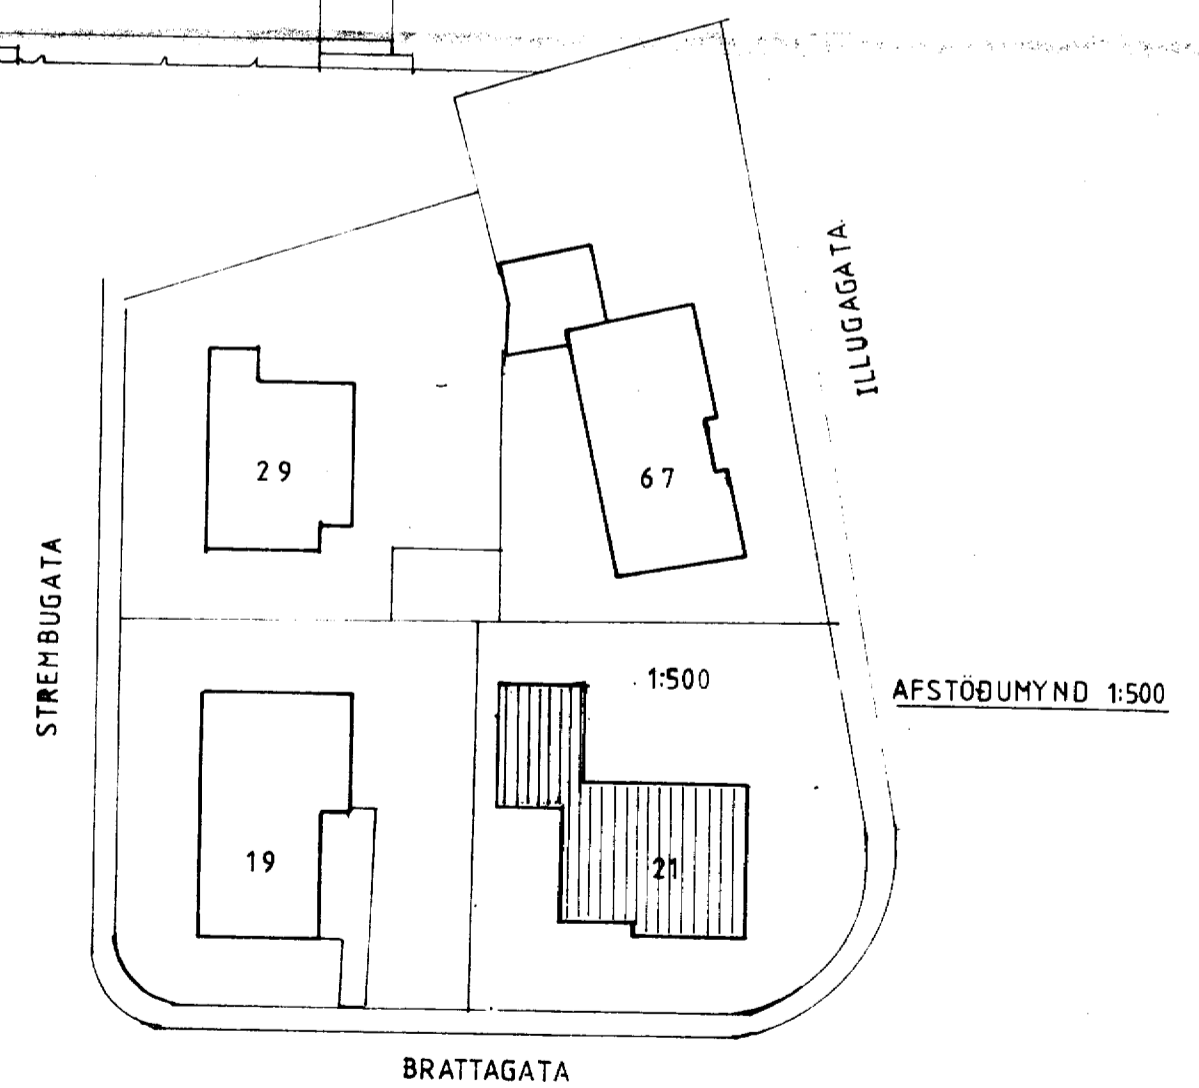 ILLUGAGATA
29
67
STREMBUGATA
1:500
AFSTÖÐUMYND 1:500
19
21
BRATTAGATA